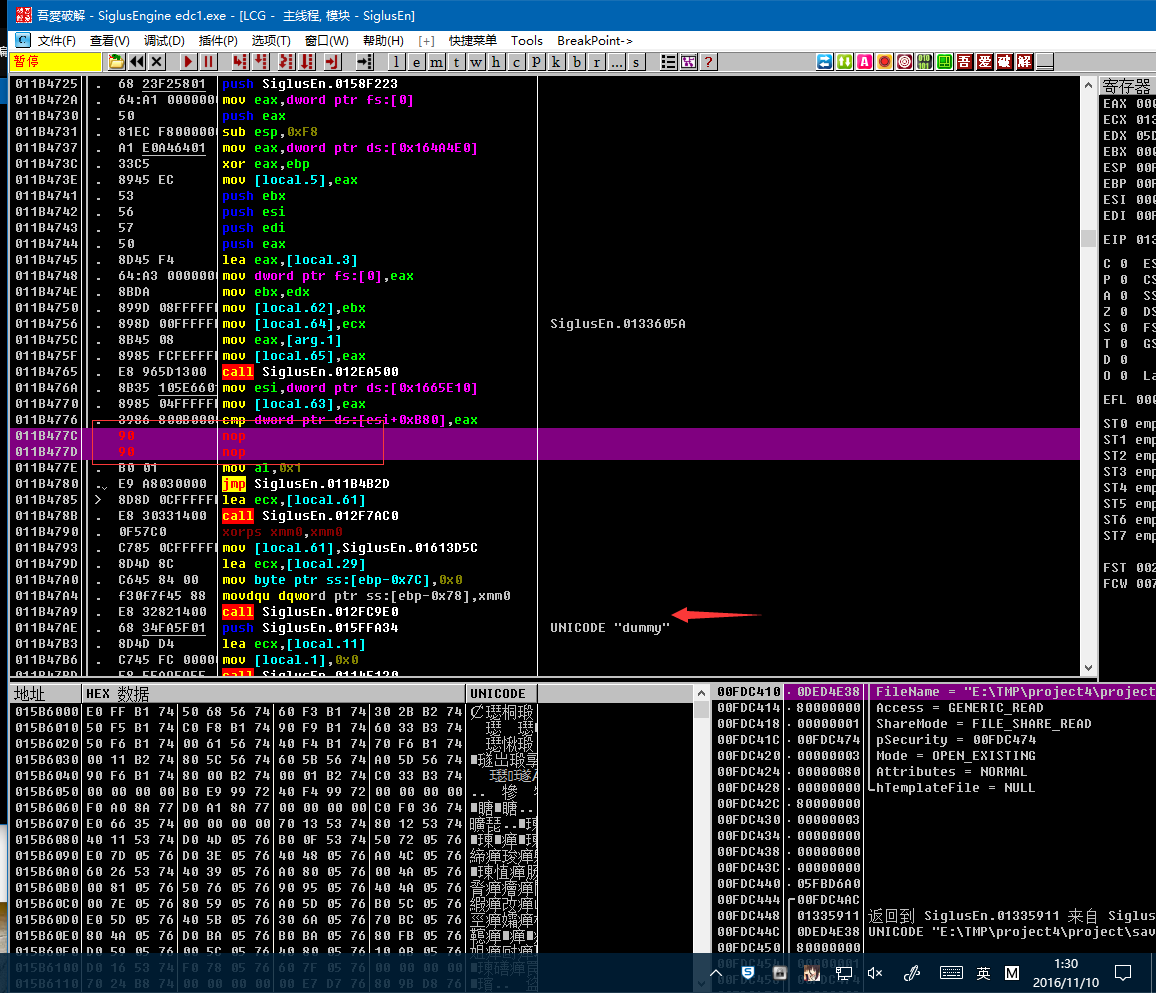 吾愛破解 - SiglusEngine edc1.exe - [LCG - 主线程, 模块 - SiglusEn]
文件(F) 查看(V) 调试(D) 插件(P) 选项(T) 窗口(W) 帮助(H) [+] 快捷菜单 Tools BreakPoint->
暂停 l e m t w h c P k b r ... s ? 吾 爱 破 解
011B4725 . 68 23F25801 push SiglusEn.0158F223
011B472A . 64:A1 0000000 mov eax,dword ptr fs:[0]
011B4730 . 50 push eax
011B4731 . 81EC F8000000 sub esp,0xF8
011B4737 . A1 E0A46401 mov eax,dword ptr ds:[0x164A4E0]
011B473C . 33C5 xor eax,ebp
011B473E . 8945 EC mov [local.5],eax
011B4741 . 53 push ebx
011B4742 . 56 push esi
011B4743 . 57 push edi
011B4744 . 50 push eax
011B4745 . 8D45 F4 lea eax,[local.3]
011B4748 . 64:A3 0000000 mov dword ptr fs:[0],eax
011B474E . 8BDA mov ebx,edx
011B4750 . 899D 08FFFFFF mov [local.62],ebx
011B4756 . 898D 00FFFFFF mov [local.64],ecx SiglusEn.0133605A
011B475C . 8B45 08 mov eax,[arg.1]
011B475F . 8985 FCFEFFFF mov [local.65],eax
011B4765 . E8 965D1300 call SiglusEn.012EA500
011B476A . 8B35 105E660 mov esi,dword ptr ds:[0x1665E10]
011B4770 . 8985 04FFFFFF mov [local.63],eax
011B4776 . 3986 800B000 cmp dword ptr ds:[esi+0xB80],eax
011B477C 90 nop
011B477D 90 nop
011B477E . B0 01 mov al,0x1
011B4780 . E9 A8030000 jmp SiglusEn.011B4B2D
011B4785 > 8D8D 0CFFFFFF lea ecx,[local.61]
011B478B . E8 30331400 call SiglusEn.012F7AC0
011B4790 . 0F57C0 xorps xmm0,xmm0
011B4793 . C785 0CFFFFFF mov [local.61],SiglusEn.01613D5C
011B479D . 8D4D 8C lea ecx,[local.29]
011B47A0 . C645 84 00 mov byte ptr ss:[ebp-0x7C],0x0
011B47A4 . f30f7f45 88 movdqu dqword ptr ss:[ebp-0x78],xmm0
011B47A9 . E8 32821400 call SiglusEn.012FC9E0
011B47AE . 68 34FA5F01 push SiglusEn.015FFA34 UNICODE "dummy"
011B47B3 . 8D4D D4 lea ecx,[local.11]
011B47B6 . C745 FC 0000 mov [local.1],0x0
寄存器
EAX 000
ECX 013
EDX 05D
EBX 000
ESP 00F
EBP 00F
ESI 000
EDI 00F
EIP 013
C 0 ES
P 0 CS
A 0 SS
Z 0 DS
S 0 FS
T 0 GS
D 0
O 0 La
EFL 000
ST0 emp
ST1 emp
ST2 emp
ST3 emp
ST4 emp
ST5 emp
ST6 emp
ST7 emp
FST 002
FCW 007
地址 HEX 数据 UNICODE
015B6000 E0 FF B1 74 50 68 56 74 60 F3 B1 74 30 2B B2 74
015B6010 50 F5 B1 74 C0 F8 B1 74 90 F9 B1 74 60 33 B3 74
015B6020 50 F6 B1 74 00 61 56 74 40 F4 B1 74 70 F6 B1 74
015B6030 00 11 B2 74 80 5C 56 74 60 5B 56 74 A0 5D 56 74
015B6040 90 F6 B1 74 80 00 B2 74 00 01 B2 74 C0 33 B3 74
015B6050 00 00 00 00 B0 E9 99 72 40 F4 99 72 00 00 00 00
015B6060 F0 A0 8A 77 D0 A1 8A 77 00 00 00 00 C0 F0 36 74
015B6070 E0 66 35 74 00 00 00 00 70 13 53 74 80 12 53 74
015B6080 40 11 53 74 D0 4D 05 76 B0 0F 53 74 50 72 05 76
015B6090 E0 7D 05 76 D0 3E 05 76 40 48 05 76 A0 4C 05 76
015B60A0 60 26 53 74 40 39 05 76 A0 80 05 76 00 4A 05 76
015B60B0 00 81 05 76 50 76 05 76 90 95 05 76 40 4A 05 76
015B60C0 00 7E 05 76 80 59 05 76 A0 5D 05 76 B0 5C 05 76
015B60D0 E0 5D 05 76 40 5B 05 76 30 6A 05 76 70 BC 05 76
015B60E0 80 4A 05 76 D0 BA 05 76 B0 BA 05 76 80 FB 05 76
00FDC410 0DED4E38 FileName = "E:\TMP\project4\project
00FDC414 80000000 Access = GENERIC_READ
00FDC418 00000001 ShareMode = FILE_SHARE_READ
00FDC41C 00FDC474 pSecurity = 00FDC474
00FDC420 00000003 Mode = OPEN_EXISTING
00FDC424 00000080 Attributes = NORMAL
00FDC428 00000000 hTemplateFile = NULL
00FDC42C 80000000
00FDC430 00000003
00FDC434 00000000
00FDC438 00000000
00FDC43C 00000000
00FDC440 05FBD6A0
00FDC444 00FDC4AC
00FDC448 01335911 返回到 SiglusEn.01335911 来自 Siglus
00FDC44C 0DED4E38 UNICODE "E:\TMP\project4\project\sav
00FDC450 80000000
英 M
1:30
2016/11/10